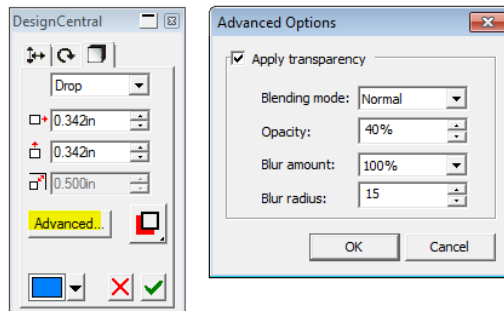 DesignCentral
Drop
0.342in
0.342in
0.500in
Advanced...
Advanced Options
Apply transparency
Blending mode: Normal
Opacity: 40%
Blur amount: 100%
Blur radius: 15
OK Cancel